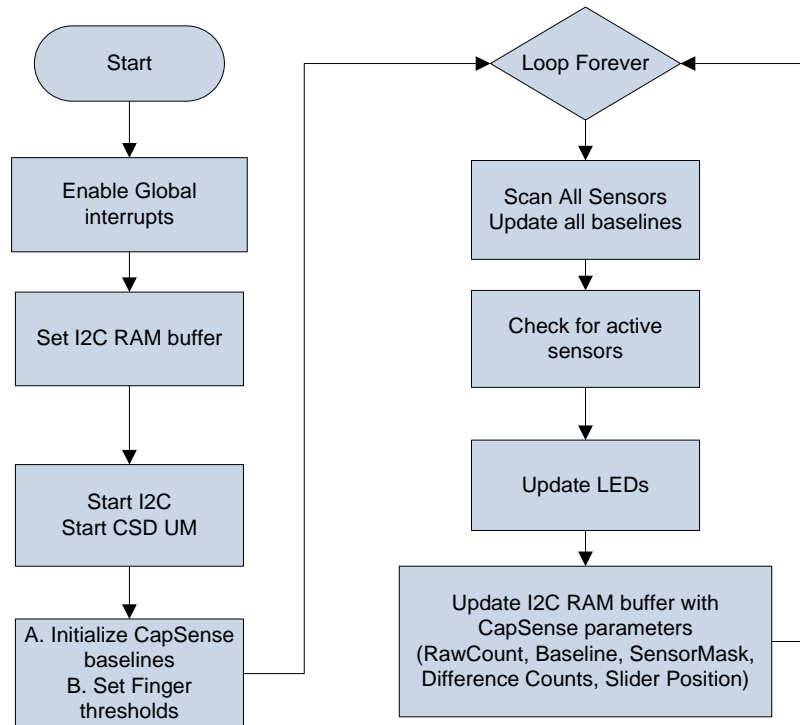 Start
Enable Global
interrupts
Set I2C RAM buffer
Start I2C
Start CSD UM
A. Initialize CapSense
baselines
B. Set Finger
thresholds
Loop Forever
Scan All Sensors
Update all baselines
Check for active
sensors
Update LEDs
Update I2C RAM buffer with
CapSense parameters
(RawCount, Baseline, SensorMask,
Difference Counts, Slider Position)